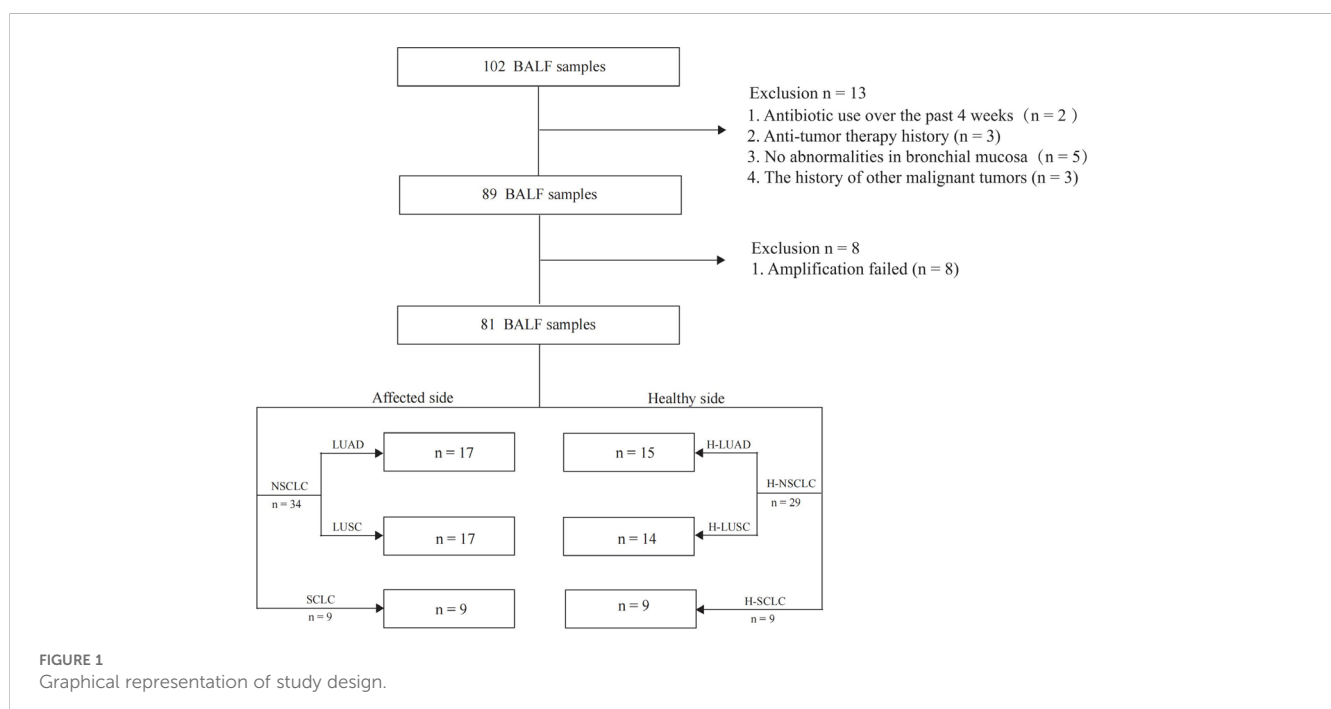 102 BALF samples
Exclusion n = 13
1. Antibiotic use over the past 4 weeks（n = 2 )
2. Anti-tumor therapy history (n = 3)
3. No abnormalities in bronchial mucosa（n = 5）
4. The history of other malignant tumors (n = 3)
89 BALF samples
Exclusion n = 8
1. Amplification failed (n = 8)
81 BALF samples
Affected side
Healthy side
LUAD
n = 17
n = 15
H-LUAD
NSCLC
n = 34
H-NSCLC
n = 29
LUSC
n = 17
n = 14
H-LUSC
SCLC
n = 9
n = 9
n = 9
H-SCLC
n = 9
FIGURE 1
Graphical representation of study design.